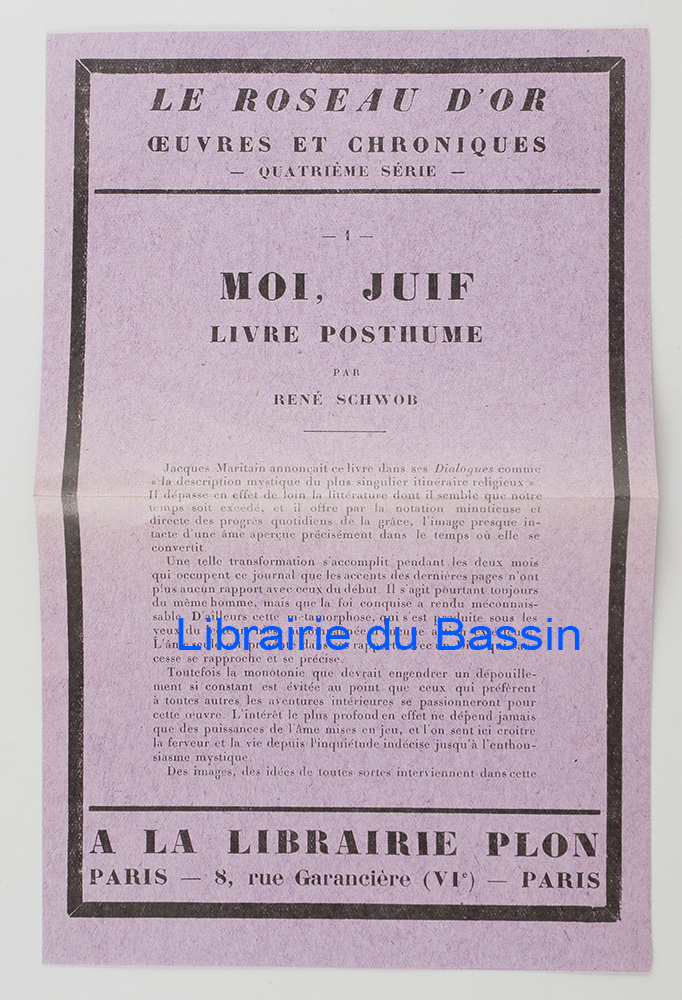 LE ROSEAU D'OR
ŒUVRES ET CHRONIQUES
— QUATRIÈME SÉRIE —
— 1 —
MOI, JUIF
LIVRE POSTHUME
PAR
RENÉ SCHWOB
Jacques Maritain annonçait ce livre dans ses Dialogues comme
« la description mystique du plus singulier itinéraire religieux ».
Il dépasse en effet de loin la littérature dont il semble que notre
temps soit excédé, et il offre par la notation minutieuse et
directe des progrès quotidiens de la grâce, l'image presque in-
tacte d'une âme aperçue précisément dans le temps où elle se
convertit.
Une telle transformation s'accomplit pendant les deux mois
qui occupent ce journal que les accents des dernières pages n'ont
plus aucun rapport avec ceux du début. Il s'agit pourtant toujours
du même homme, mais que la foi conquise a rendu méconnais-
sable. D'ailleurs cette métamorphose, qui s'est produite sous les
yeux du
Librairie du Bassin
L'âme
cesse se rapproche et se précise.
Toutefois la monotonie que devrait engendrer un dépouille-
ment si constant est évitée au point que ceux qui préfèrent
à toutes autres les aventures intérieures se passionneront pour
cette œuvre. L'intérêt le plus profond en effet ne dépend jamais
que des puissances de l'âme mises en jeu, et l'on sent ici croître
la ferveur et la vie depuis l'inquiétude indécise jusqu'à l'enthou-
siasme mystique.
Des images, des idées de toutes sortes interviennent dans cette
A LA LIBRAIRIE PLON
PARIS — 8, rue Garancière (VIe) — PARIS